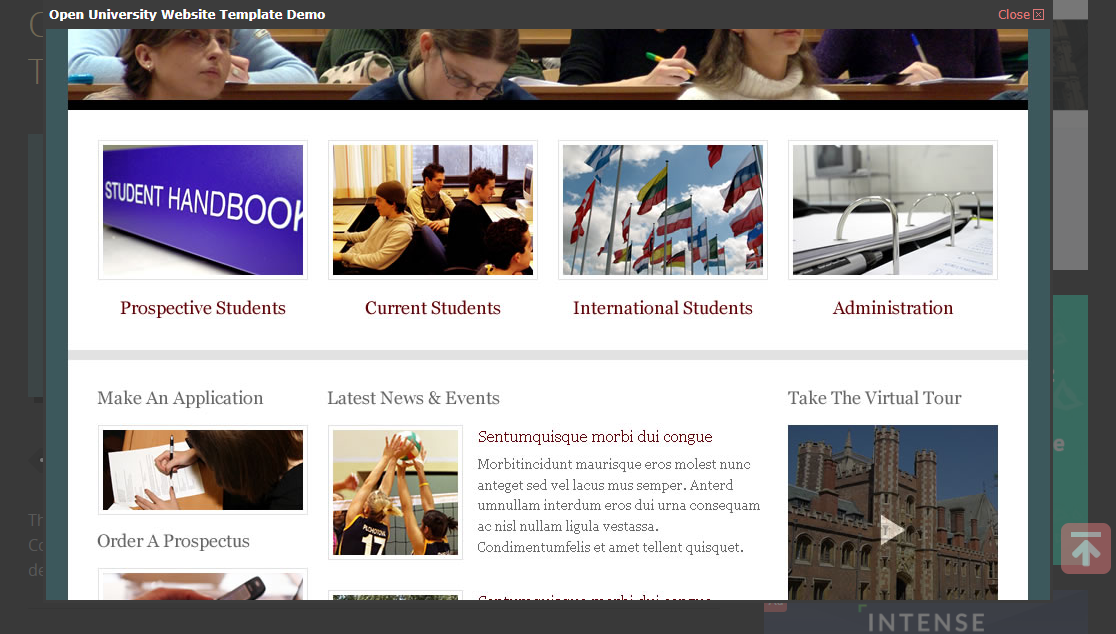 Open University Website Template Demo
Close
STUDENT HANDBOOK
Prospective Students
Current Students
International Students
Administration
Make An Application
Latest News & Events
Take The Virtual Tour
Sentumquisque morbi dui congue
Morbitincidunt maurisque eros molest nunc
anteget sed vel lacus mus semper. Anterd
umnullam interdum eros dui urna consequam
ac nisl nullam ligula vestassa.
Condimentumfelis et amet tellent quisquet.
17
Order A Prospectus
INTENSE